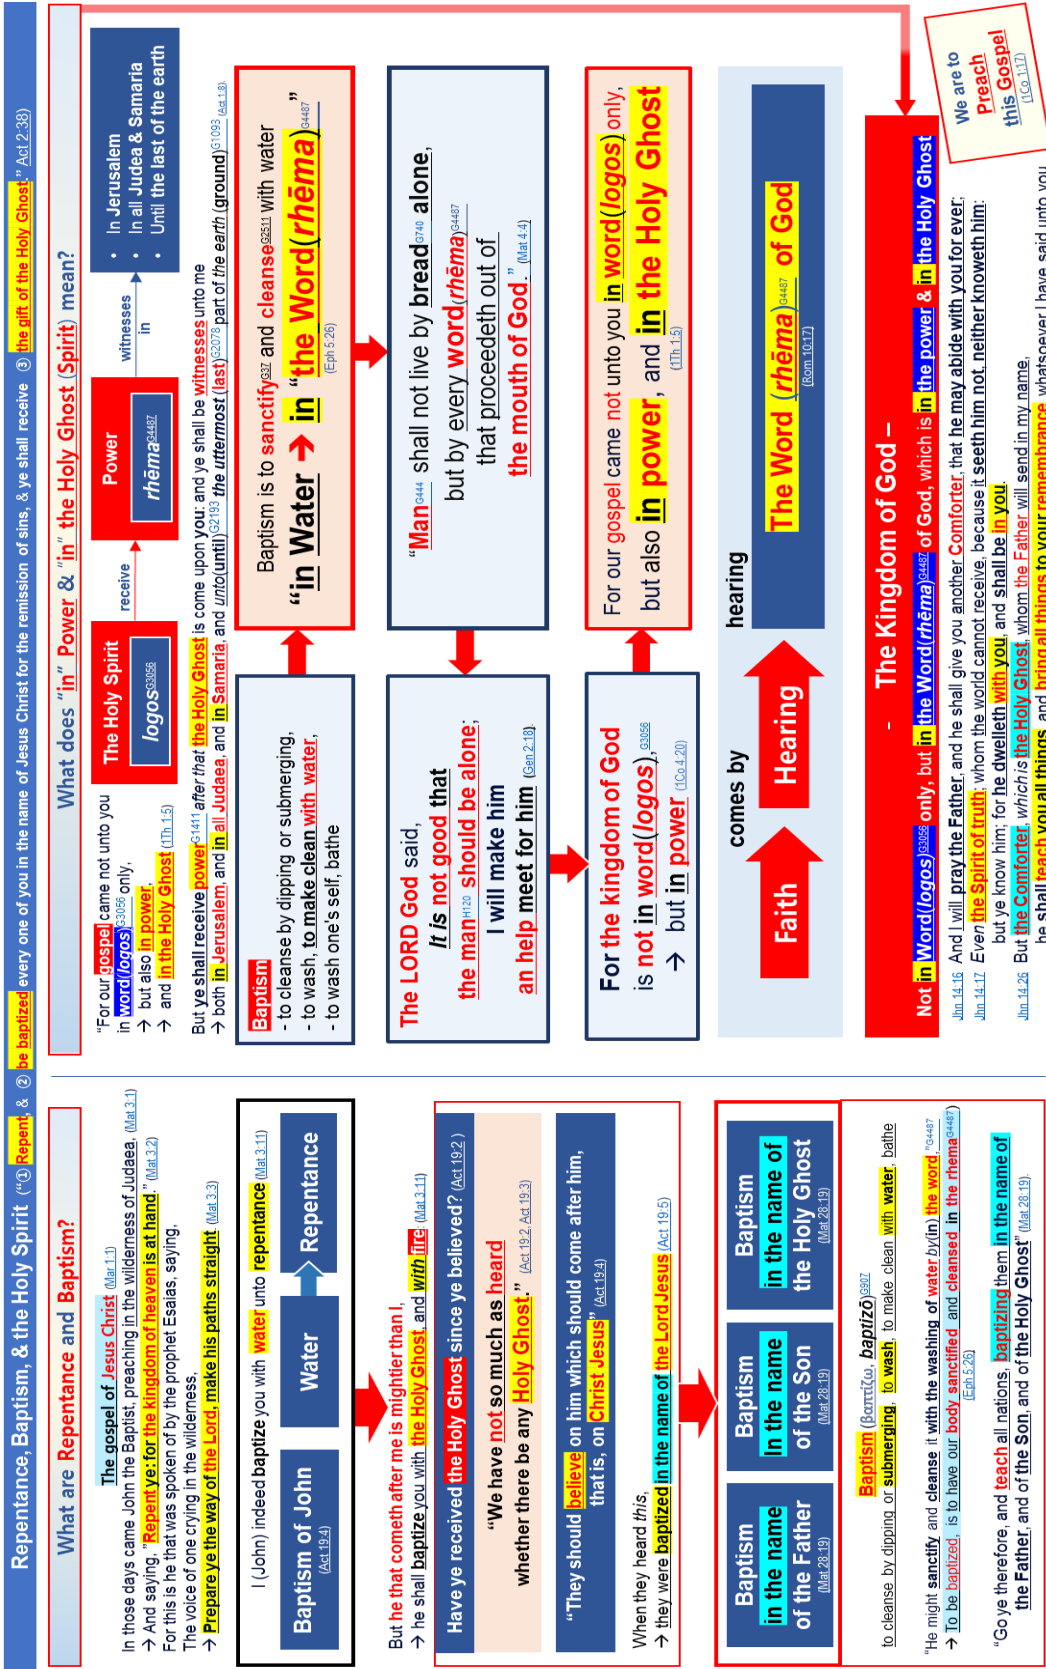 Repentance, Baptism, & the Holy Spirit ("① Repent, & ② be baptized every one of you in the name of Jesus Christ for the remission of sins, & ye shall receive ③ the gift of the Holy Ghost." Act 2:38)
What are Repentance and Baptism?
The gospel of Jesus Christ (Mar 1:1)
In those days came John the Baptist, preaching in the wilderness of Judaea, (Mat 3:1)
→ And saying, "Repent ye: for the kingdom of heaven is at hand." (Mat 3:2)
For this is he that was spoken of by the prophet Esaias, saying,
The voice of one crying in the wilderness,
→ Prepare ye the way of the Lord, make his paths straight (Mat 3:3)
I (John) indeed baptize you with water unto repentance (Mat 3:11)
Baptism of John
(Act 19:4)
Water
Repentance
But he that cometh after me is mightier than I,
→ he shall baptize you with the Holy Ghost, and with fire: (Mat 3:11)
Have ye received the Holy Ghost since ye believed? (Act 19:2 )
"We have not so much as heard
whether there be any Holy Ghost." (Act 19:2, Act 19:3)
"They should believe on him which should come after him,
that is, on Christ Jesus" (Act 19:4)
When they heard this,
→ they were baptized in the name of the Lord Jesus (Act 19:5)
Baptism
in the name
of the Father
(Mat 28:19)
Baptism
in the name
of the Son
(Mat 28:19)
Baptism
in the name of
the Holy Ghost
(Mat 28:19)
Baptism (βαπτίζω, baptizō)G907
to cleanse by dipping or submerging, to wash, to make clean with water, bathe
"He might sanctify and cleanse it with the washing of water by(in) the word,"G4487
→ To be baptized, is to have our body sanctified and cleansed in the rhemaG4487)
(Eph 5:26)
"Go ye therefore, and teach all nations, baptizing them in the name of
the Father, and of the Son, and of the Holy Ghost" (Mat 28:19).
What does "in" Power & "in" the Holy Ghost (Spirit) mean?
"For our gospel came not unto you
in word(logos)G3056 only,
→ but also in power,
→ and in the Holy Ghost (1Th 1:5)
The Holy Spirit
logosG3056
receive
Power
rhēmaG4487
witnesses
in
• In Jerusalem
• In all Judea & Samaria
• Until the last of the earth
But ye shall receive powerG1411 after that the Holy Ghost is come upon you: and ye shall be witnesses unto me
→ both in Jerusalem, and in all Judaea, and in Samaria, and unto(until)G2193 the uttermost (last)G2078 part of the earth (ground)G1093 (Act 1:8).
Baptism
- to cleanse by dipping or submerging,
- to wash, to make clean with water,
- to wash one's self, bathe
Baptism is to sanctifyG37 and cleanseG2511 with water
"in Water → in "the Word(rhēma)G4487"
(Eph 5:26)
The LORD God said,
It is not good that
the manH120 should be alone;
I will make him
an help meet for him (Gen 2:18).
"ManG444 shall not live by breadG740 alone,
but by every word(rhēma)G4487
that procedeth out of
the mouth of God." (Mat 4:4)
For the kingdom of God
is not in word(logos),G3056
→ but in power (1Co 4:20)
For our gospel came not unto you in word(logos) only,
but also in power, and in the Holy Ghost
(1Th 1:5)
Faith
comes by
Hearing
hearing
The Word (rhēma)G4487 of God
(Rom 10:17)
- The Kingdom of God –
Not in Word(logos)G3056 only, but in the Word(rhēma)G4487 of God, which is in the power & in the Holy Ghost
We are to
Preach
this Gospel
(1Co 1:17)
Jhn 14:16 And I will pray the Father, and he shall give you another Comforter, that he may abide with you for ever;
Jhn 14:17 Even the Spirit of truth; whom the world cannot receive, because it seeth him not, neither knoweth him:
but ye know him; for he dwelleth with you, and shall be in you.
Jhn 14:26 But the Comforter, which is the Holy Ghost, whom the Father will send in my name,
he shall teach you all things, and bring all things to your remembrance, whatsoever I have said unto you